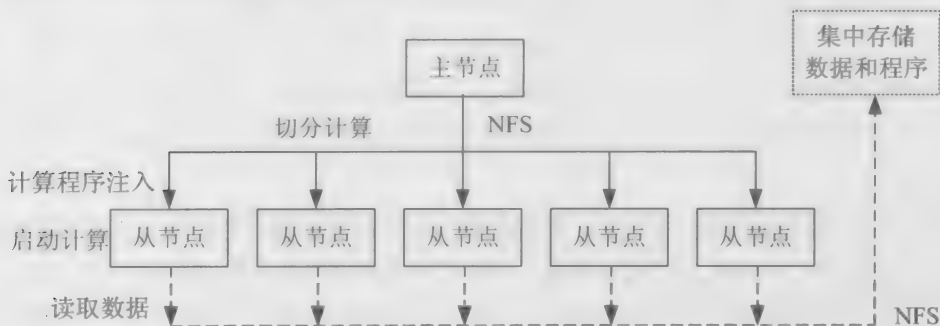 集中存储
数据和程序
主节点
切分计算
NFS
计算程序注入
启动计算
从节点
从节点
从节点
从节点
从节点
读取数据
NFS